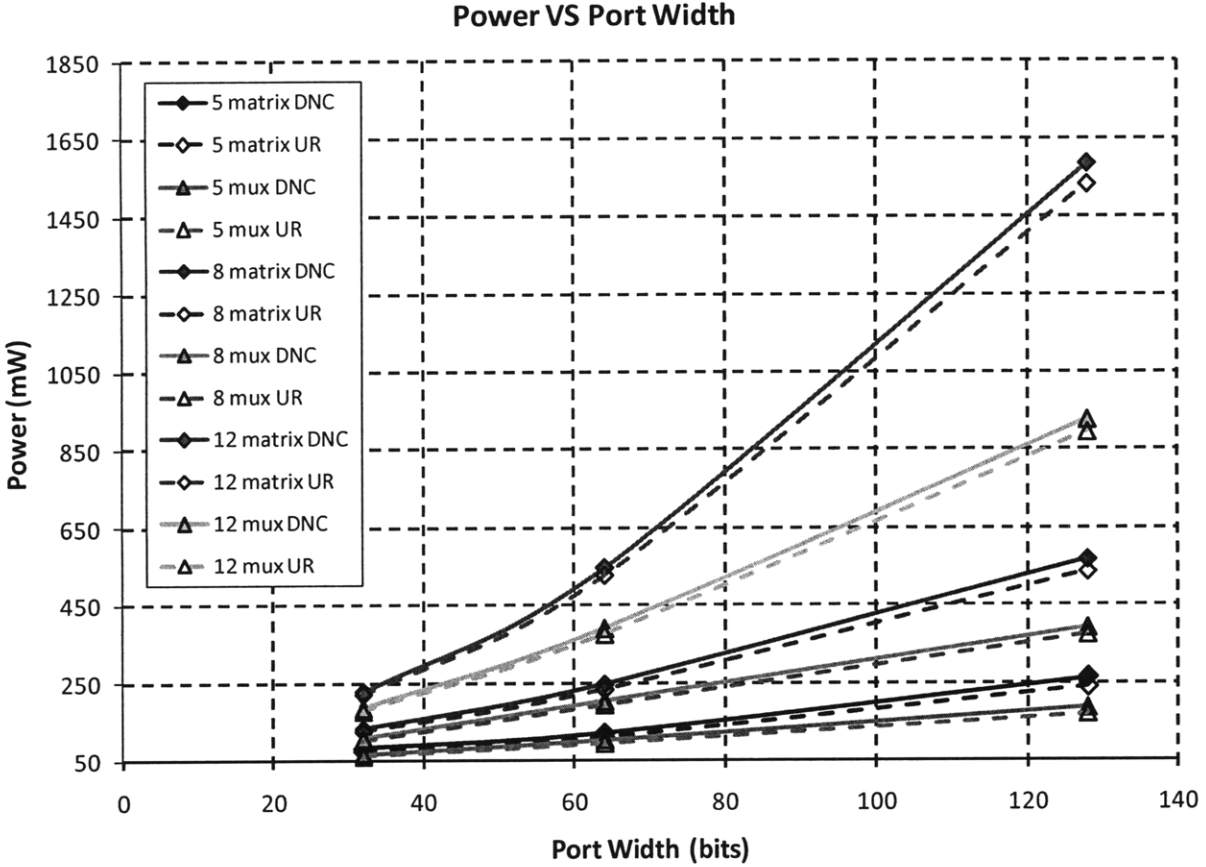 Power VS Port Width
1850
1650
1450
1250
1050
850
650
450
250
50
Power (mW)
5 matrix DNC
5 matrix UR
5 mux DNC
5 mux UR
8 matrix DNC
8 matrix UR
8 mux DNC
8 mux UR
12 matrix DNC
12 matrix UR
12 mux DNC
12 mux UR
0 20 40 60 80 100 120 140
Port Width (bits)